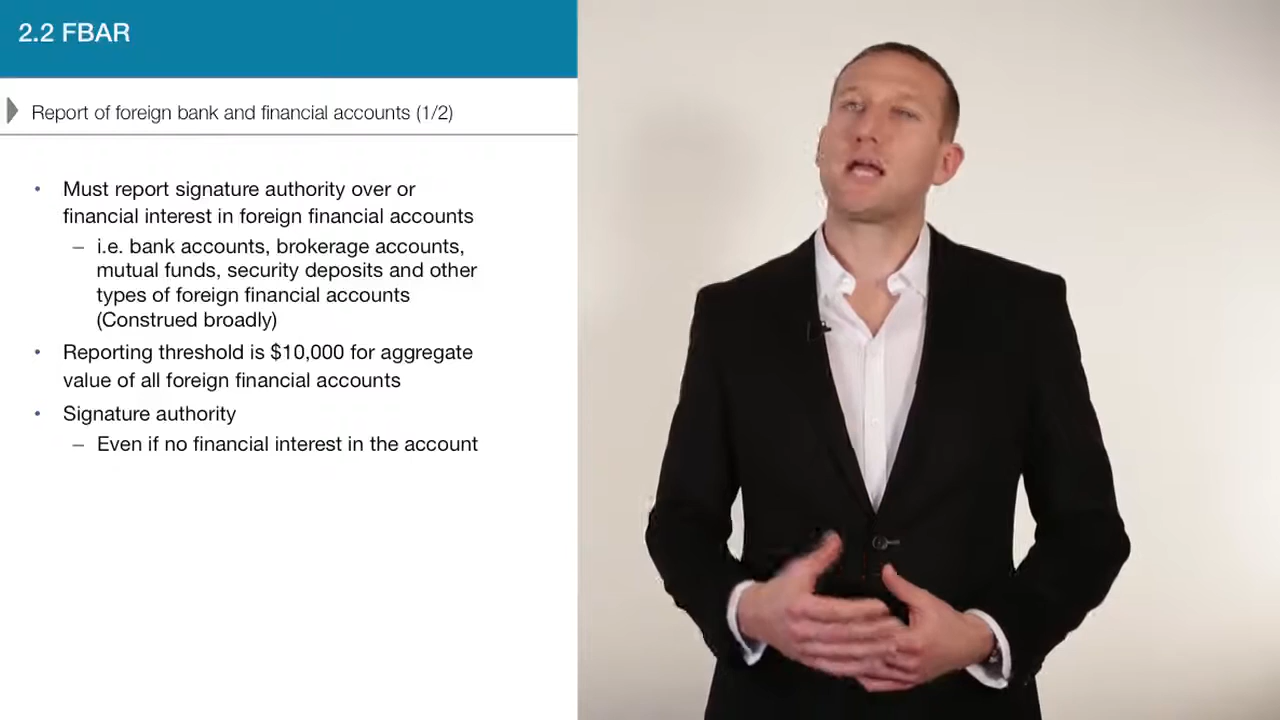 2.2 FBAR
Report of foreign bank and financial accounts (1/2)
• Must report signature authority over or
financial interest in foreign financial accounts
– i.e. bank accounts, brokerage accounts,
mutual funds, security deposits and other
types of foreign financial accounts
(Construed broadly)
• Reporting threshold is $10,000 for aggregate
value of all foreign financial accounts
• Signature authority
– Even if no financial interest in the account